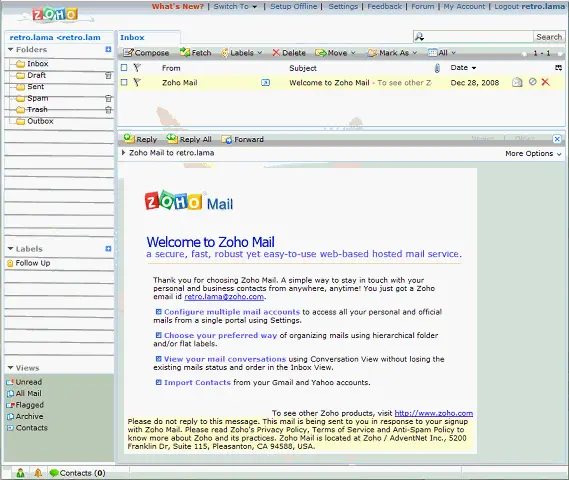 ZOHO
What's New? | Switch To | Setup Offline | Settings | Feedback | Forum | My Account | Logout retro.lama
retro.lama <retro.lam
Inbox
Search
Folders
Compose Fetch Labels Delete Move Mark As All 1 - 1
Inbox
From Subject Date
Draft
Zoho Mail Welcome to Zoho Mail - To see other Z Dec 28, 2008
Sent
Spam
Trash
Outbox
Reply Reply All Forward
Zoho Mail to retro.lama More Options
ZOHO Mail
Welcome to Zoho Mail
a secure, fast, robust yet easy-to-use web-based hosted mail service.
Thank you for choosing Zoho Mail. A simple way to stay in touch with your
personal and business contacts from anywhere, anytime! You just got a Zoho
email id retro.lama@zoho.com.
Configure multiple mail accounts to access all your personal and official
mails from a single portal using Settings.
Choose your preferred way of organizing mails using hierarchical folder
and/or flat labels.
View your mail conversations using Conversation View without losing the
existing mails status and order in the Inbox View.
Import Contacts from your Gmail and Yahoo accounts.
To see other Zoho products, visit http://www.zoho.com
Please do not reply to this message. This mail is being sent to you in response to your signup
with Zoho Mail. Please read Zoho's Privacy Policy, Terms of Service and Anti-Spam Policy to
know more about Zoho and its practices. Zoho Mail is located at Zoho / AdventNet Inc., 5200
Franklin Dr, Suite 115, Pleasanton, CA 94588, USA.
Labels
Follow Up
Views
Unread
All Mail
Flagged
Archive
Contacts
Contacts (0)